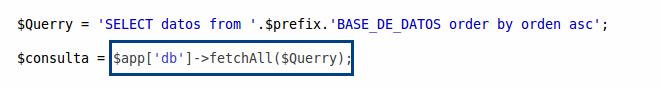 $Querry = 'SELECT datos from '.$prefix.'BASE_DE_DATOS order by orden asc';
$consulta = $app['db']->fetchAll($Querry);